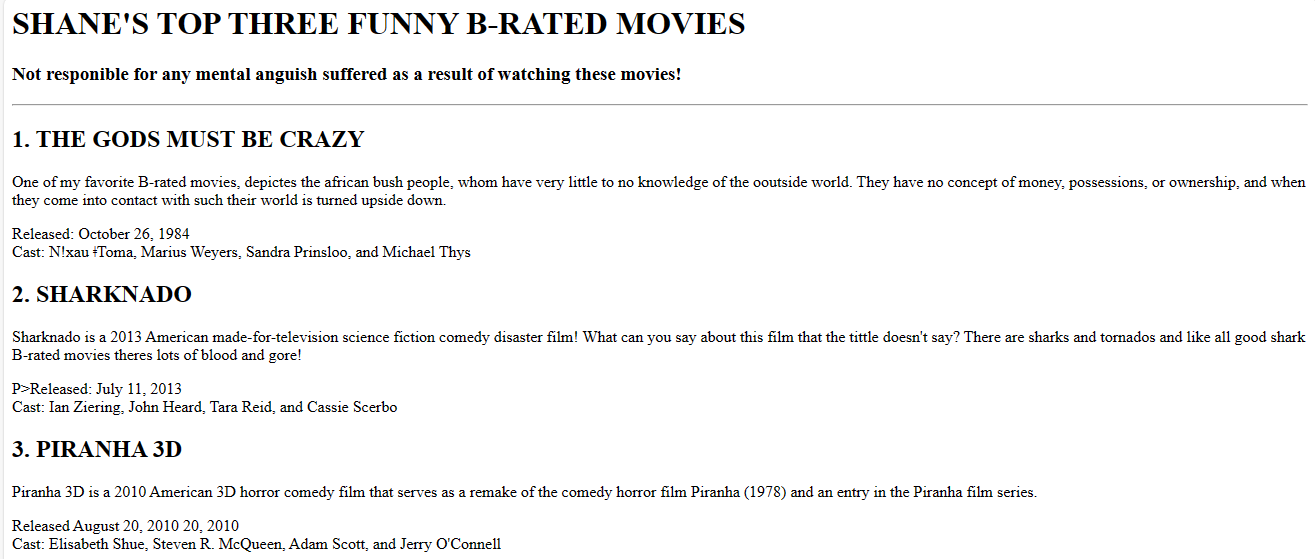 SHANE'S TOP THREE FUNNY B-RATED MOVIES
Not responible for any mental anguish suffered as a result of watching these movies!
1. THE GODS MUST BE CRAZY
One of my favorite B-rated movies, depictes the african bush people, whom have very little to no knowledge of the ooutside world. They have no concept of money, possessions, or ownership, and when
they come into contact with such their world is turned upside down.
Released: October 26, 1984
Cast: N!xau ǂToma, Marius Weyers, Sandra Prinsloo, and Michael Thys
2. SHARKNADO
Sharknado is a 2013 American made-for-television science fiction comedy disaster film! What can you say about this film that the tittle doesn't say? There are sharks and tornados and like all good shark
B-rated movies theres lots of blood and gore!
P>Released: July 11, 2013
Cast: Ian Ziering, John Heard, Tara Reid, and Cassie Scerbo
3. PIRANHA 3D
Piranha 3D is a 2010 American 3D horror comedy film that serves as a remake of the comedy horror film Piranha (1978) and an entry in the Piranha film series.
Released August 20, 2010 20, 2010
Cast: Elisabeth Shue, Steven R. McQueen, Adam Scott, and Jerry O'Connell